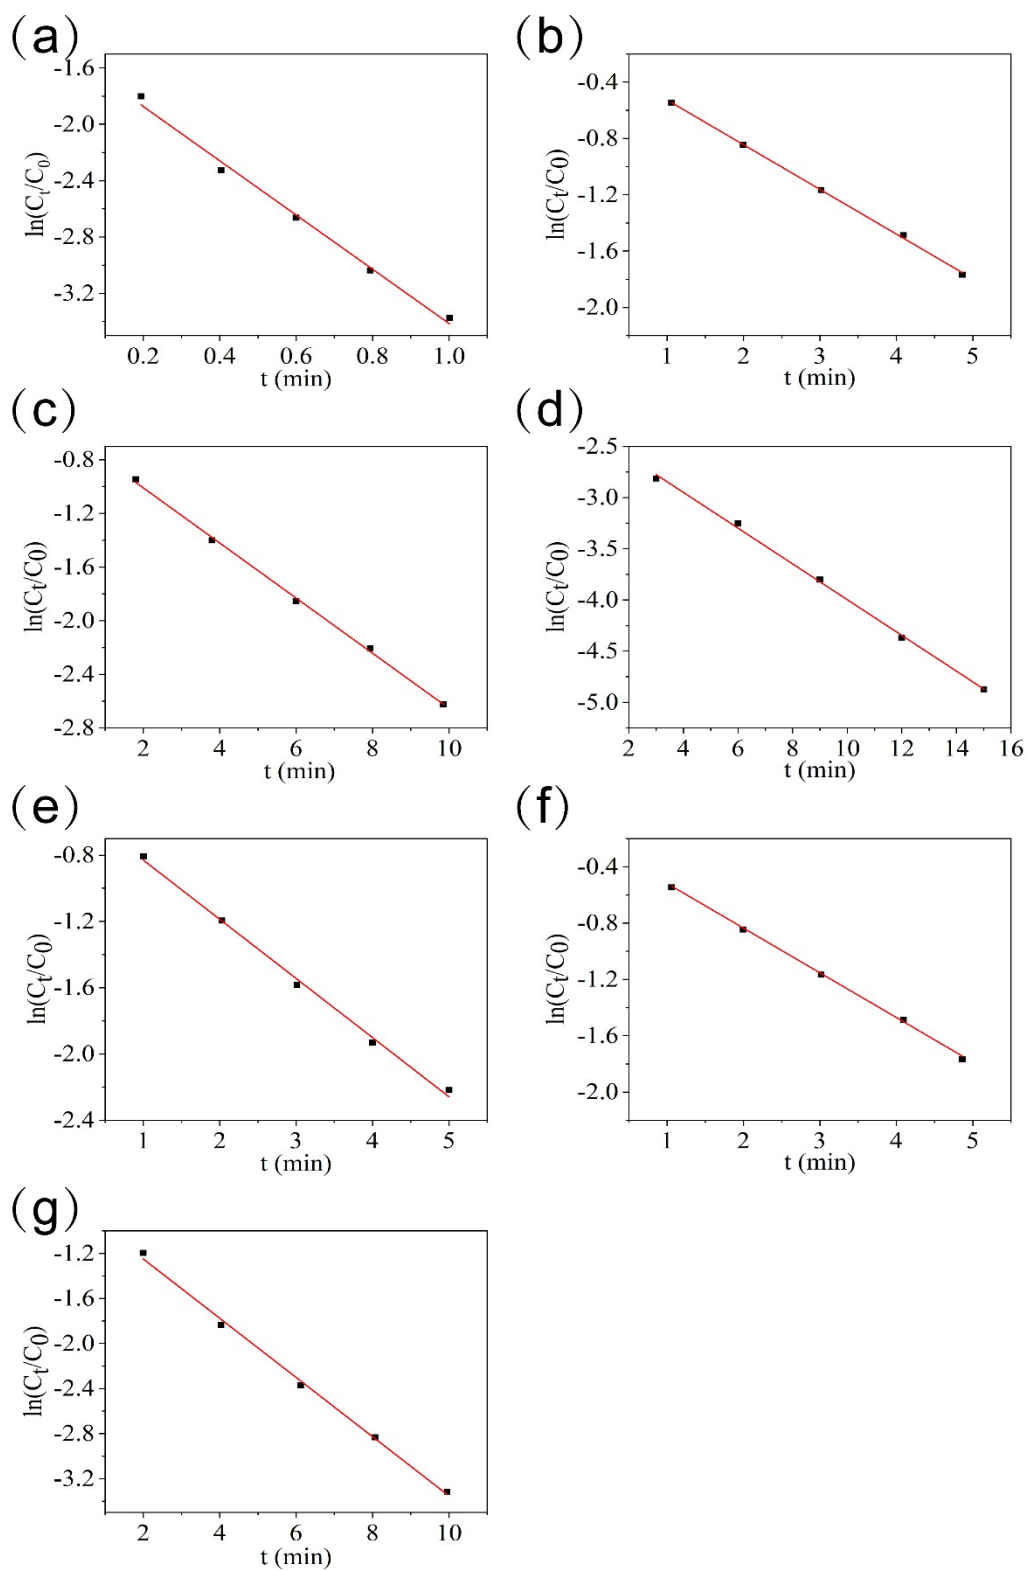 (a)
-1.6
-2.0
-2.4
-2.8
-3.2
ln(Ct/C0)
0.2 0.4 0.6 0.8 1.0
t (min)
(b)
-0.4
-0.8
-1.2
-1.6
-2.0
ln(Ct/C0)
1 2 3 4 5
t (min)
(c)
-0.8
-1.2
-1.6
-2.0
-2.4
-2.8
ln(Ct/C0)
2 4 6 8 10
t (min)
(d)
-2.5
-3.0
-3.5
-4.0
-4.5
-5.0
ln(Ct/C0)
2 4 6 8 10 12 14 16
t (min)
(e)
-0.8
-1.2
-1.6
-2.0
-2.4
ln(Ct/C0)
1 2 3 4 5
t (min)
(f)
-0.4
-0.8
-1.2
-1.6
-2.0
ln(Ct/C0)
1 2 3 4 5
t (min)
(g)
-1.2
-1.6
-2.0
-2.4
-2.8
-3.2
ln(Ct/C0)
2 4 6 8 10
t (min)